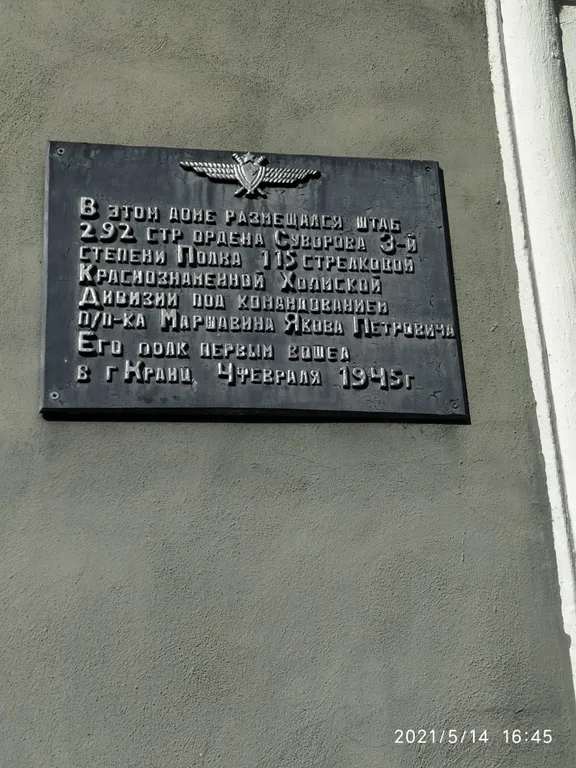 В этом доме размещался штаб
292 стр ордена Суворова 3-й
степени Полка 115 стрелковой
Краснознаменной Холмской
Дивизии под командованием
п/п-ка Маршавина Якова Петровича
Его полк первым вошел
в г Кранц 4 февраля 1945г
2021/5/14 16:45